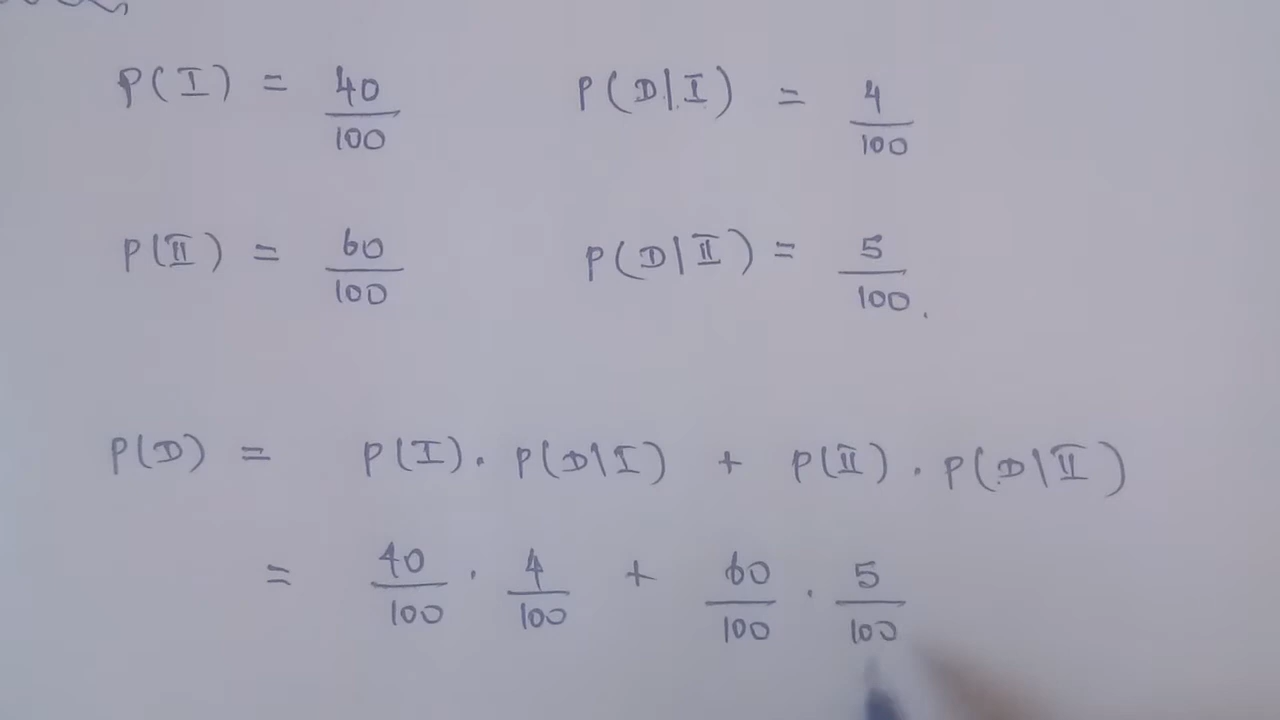 P(I) = 40/100 P(D|I) = 4/100
P(II) = 60/100 P(D|II) = 5/100.
P(D) = P(I). P(D|I) + P(II). P(D|II)
= 40/100 . 4/100 + 60/100 . 5/100